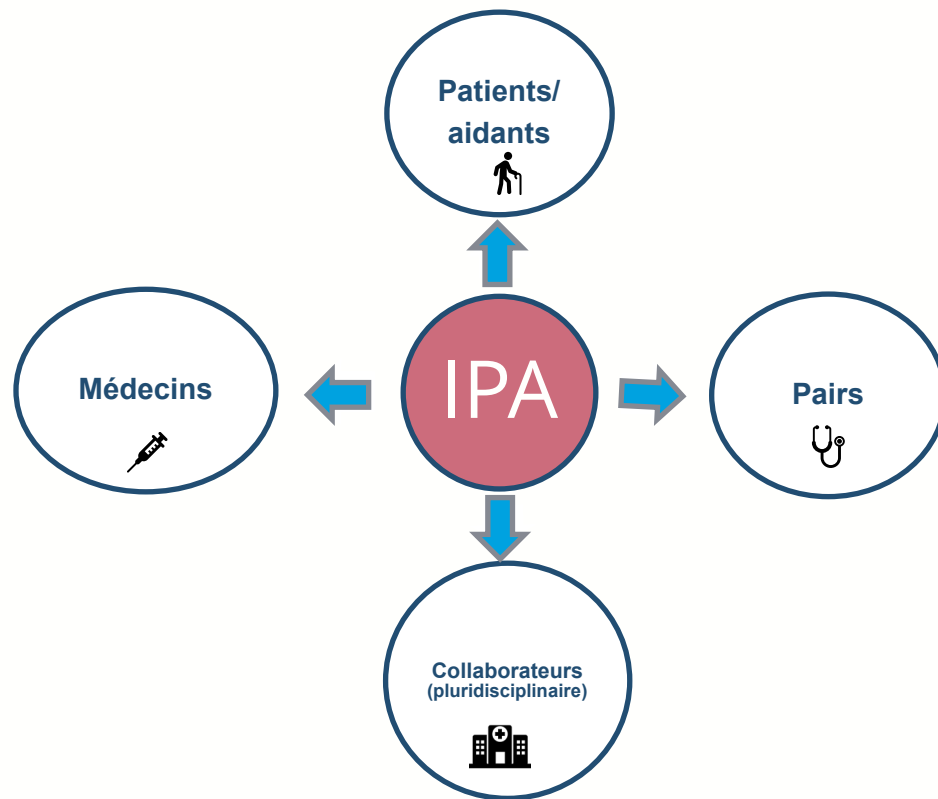 Patients/
aidants
Médecins
IPA
Pairs
Collaborateurs
(pluridisciplinaire)